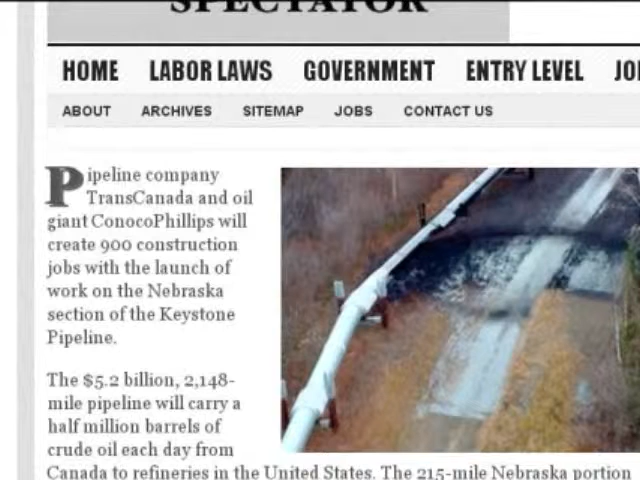 SPECTATOR
HOME LABOR LAWS GOVERNMENT ENTRY LEVEL
ABOUT ARCHIVES SITEMAP JOBS CONTACT US
Pipeline company
TransCanada and oil
giant ConocoPhillips will
create 900 construction
jobs with the launch of
work on the Nebraska
section of the Keystone
Pipeline.
The $5.2 billion, 2,148-
mile pipeline will carry a
half million barrels of
crude oil each day from
Canada to refineries in the United States. The 215-mile Nebraska portion